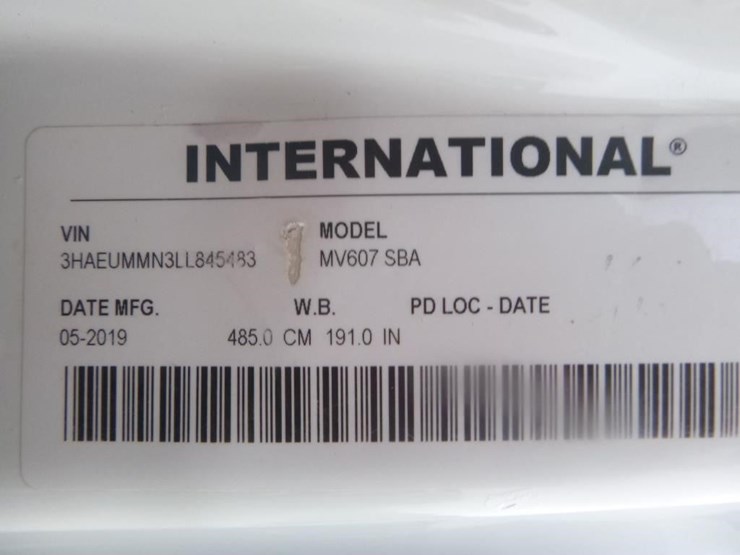 INTERNATIONAL®
VIN MODEL
3HAEUMMN3LL845483 MV607 SBA
DATE MFG. W.B. PD LOC - DATE
05-2019 485.0 CM 191.0 IN